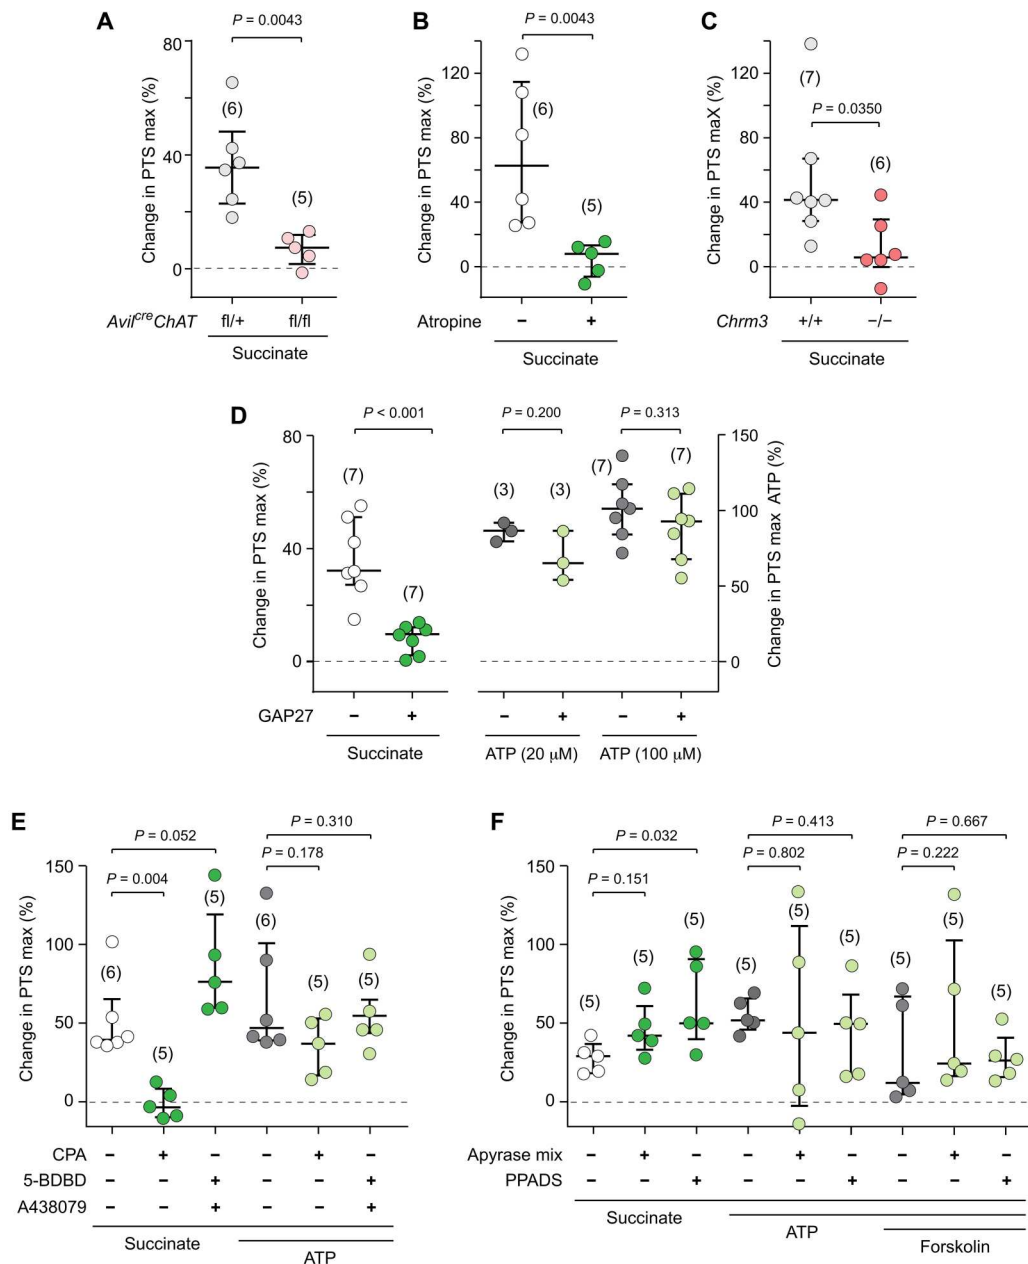 A
P = 0.0043
Change in PTS max (%)
80
40
0
(6)
(5)
Avil^cre ChAT fl/+ fl/fl
Succinate
B
P = 0.0043
Change in PTS max (%)
120
80
40
0
(6)
(5)
Atropine − +
Succinate
C
(7)
P = 0.0350
(6)
Change in PTS maX (%)
120
80
40
0
Chrm3 +/+ −/−
Succinate
D
P < 0.001
P = 0.200
P = 0.313
Change in PTS max (%)
80
40
0
(7)
(7)
(3)
(3)
(7)
(7)
150
100
50
0
Change in PTS max ATP (%)
GAP27 − + − + − +
Succinate
ATP (20 µM)
ATP (100 µM)
E
P = 0.310
P = 0.052
P = 0.178
P = 0.004
Change in PTS max (%)
150
100
50
0
(6)
(5)
(5)
(6)
(5)
(5)
CPA − + − − + −
5-BDBD − − + − − +
A438079 − − + − − +
Succinate
ATP
F
P = 0.032
P = 0.413
P = 0.667
P = 0.151
P = 0.802
P = 0.222
Change in PTS max (%)
150
100
50
0
(5)
(5)
(5)
(5)
(5)
(5)
(5)
(5)
(5)
Apyrase mix − + − − + − − + −
PPADS − − + − − + − − +
Succinate
ATP
Forskolin